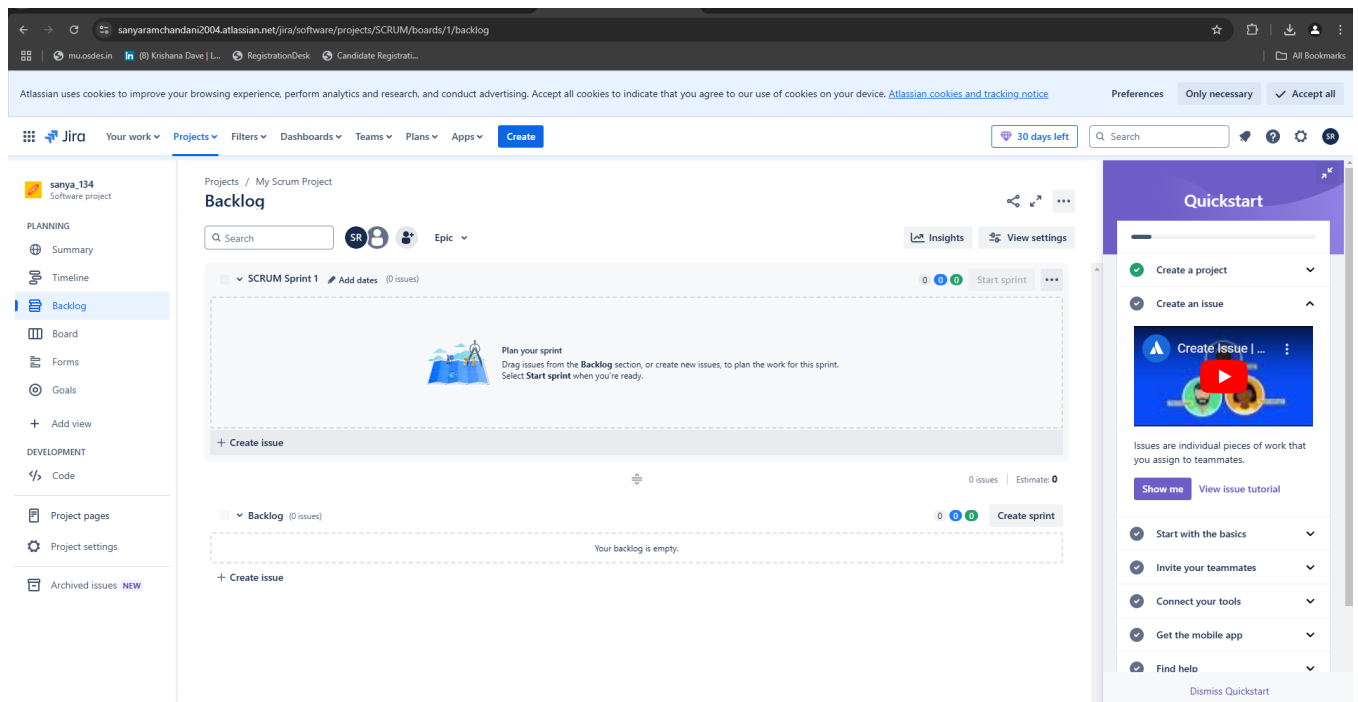 sanyaramchandani2004.atlassian.net/jira/software/projects/SCRUM/boards/1/backlog
mu.osdes.in (8) Krishana Dave | L... RegistrationDesk Candidate Registrati... All Bookmarks
Atlassian uses cookies to improve your browsing experience, perform analytics and research, and conduct advertising. Accept all cookies to indicate that you agree to our use of cookies on your device. Atlassian cookies and tracking notice Preferences Only necessary Accept all
Jira Your work Projects Filters Dashboards Teams Plans Apps Create 30 days left Search SR
sanya_134
Software project
PLANNING
Summary
Timeline
Backlog
Board
Forms
Goals
+ Add view
DEVELOPMENT
Code
Project pages
Project settings
Archived issues NEW
Projects / My Scrum Project
Backlog
Search SR Epic Insights View settings
SCRUM Sprint 1 Add dates (0 issues) 0 0 0 Start sprint
Plan your sprint
Drag issues from the Backlog section, or create new issues, to plan the work for this sprint.
Select Start sprint when you're ready.
+ Create issue
0 issues Estimate: 0
Backlog (0 issues) 0 0 0 Create sprint
Your backlog is empty.
+ Create issue
Quickstart
Create a project
Create an issue
Create Issue | ...
Issues are individual pieces of work that
you assign to teammates.
Show me View issue tutorial
Start with the basics
Invite your teammates
Connect your tools
Get the mobile app
Find help
Dismiss Quickstart